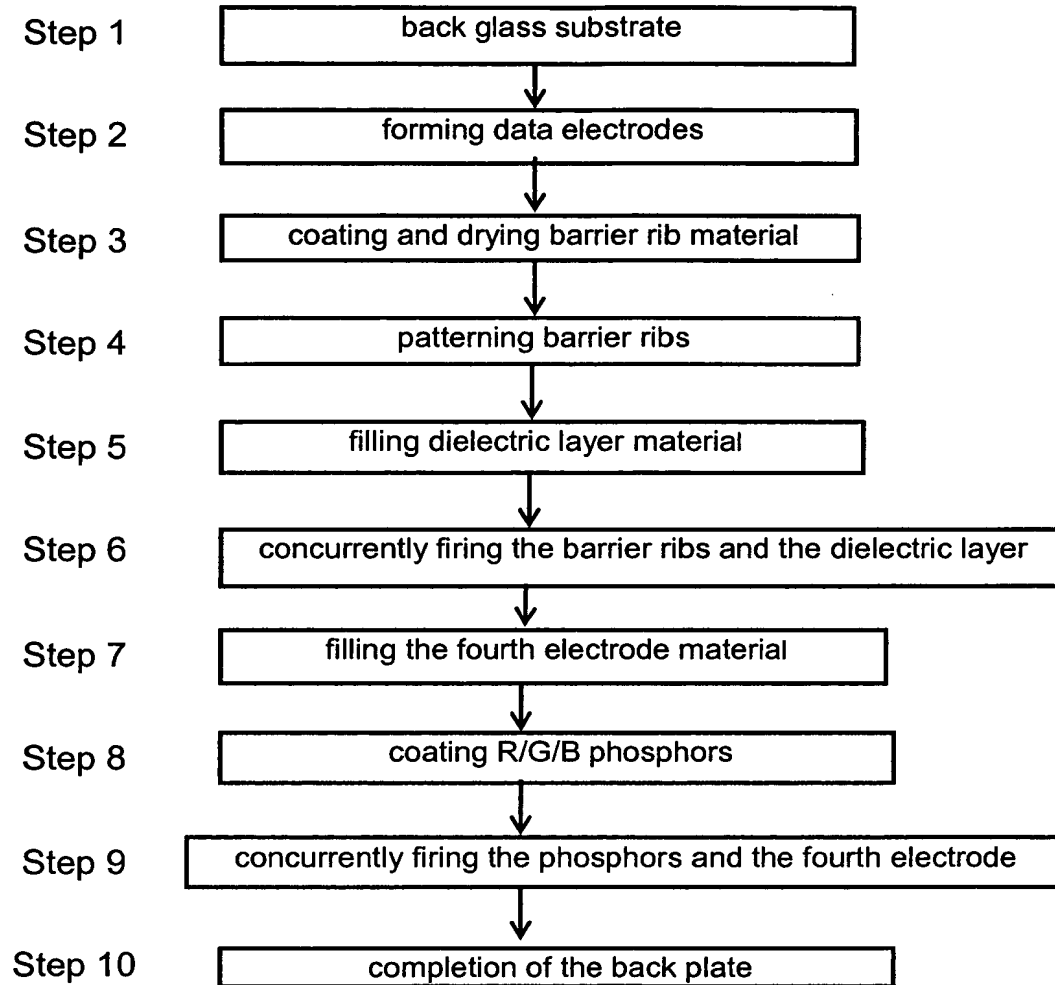 Step 1 back glass substrate
Step 2 forming data electrodes
Step 3 coating and drying barrier rib material
Step 4 patterning barrier ribs
Step 5 filling dielectric layer material
Step 6 concurrently firing the barrier ribs and the dielectric layer
Step 7 filling the fourth electrode material
Step 8 coating R/G/B phosphors
Step 9 concurrently firing the phosphors and the fourth electrode
Step 10 completion of the back plate